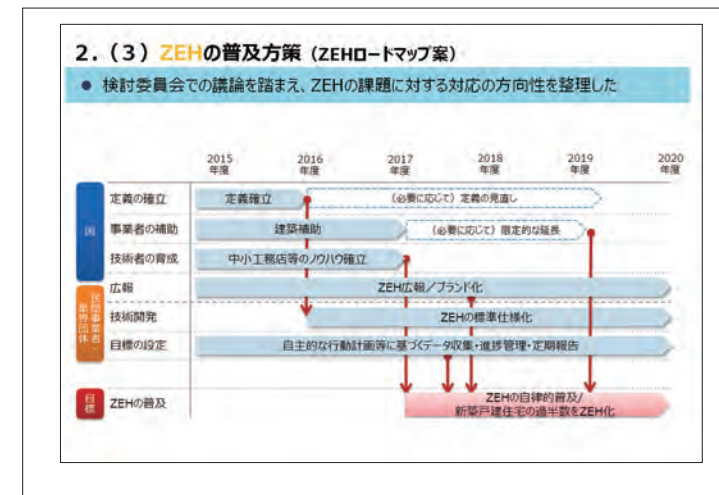 2.（3）ZEHの普及方策（ZEHロードマップ案）
● 検討委員会での議論を踏まえ、ZEHの課題に対する対応の方向性を整理した
2015 2016 2017 2018 2019 2020
年度 年度 年度 年度 年度 年度
国
定義の確立 定義確立 (必要に応じて) 定義の見直し
事業者の補助 建築補助 (必要に応じて) 限定的な延長
技術者の育成 中小工務店等のノウハウ確立
民間事業者・
業界団体
広報 ZEH広報／ブランド化
技術開発 ZEHの標準仕様化
目標の設定 自主的な行動計画等に基づくデータ収集・進捗管理・定期報告
目標
ZEHの普及 ZEHの自律的普及/
新築戸建住宅の過半数をZEH化